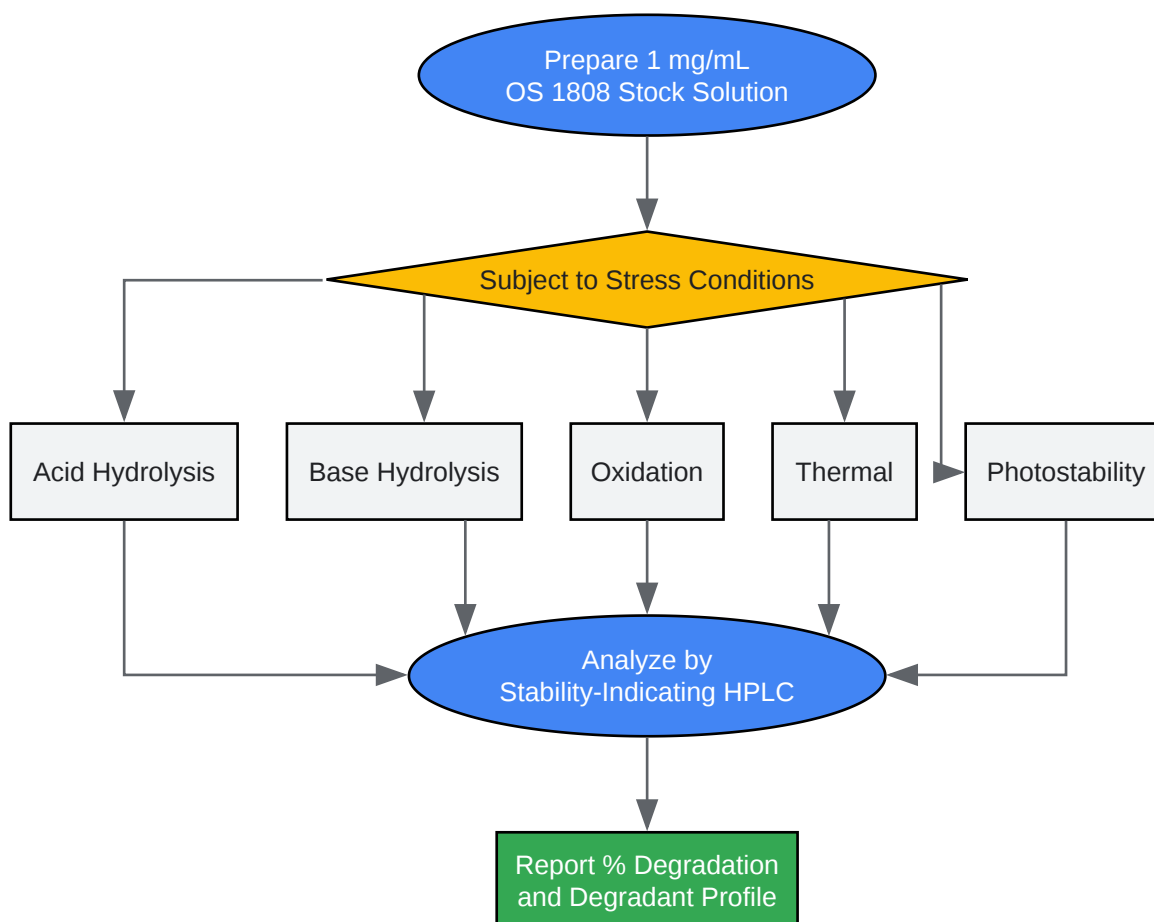 Prepare 1 mg/mL
OS 1808 Stock Solution
Subject to Stress Conditions
Acid Hydrolysis
Base Hydrolysis
Oxidation
Thermal
Photostability
Analyze by
Stability-Indicating HPLC
Report % Degradation
and Degradant Profile